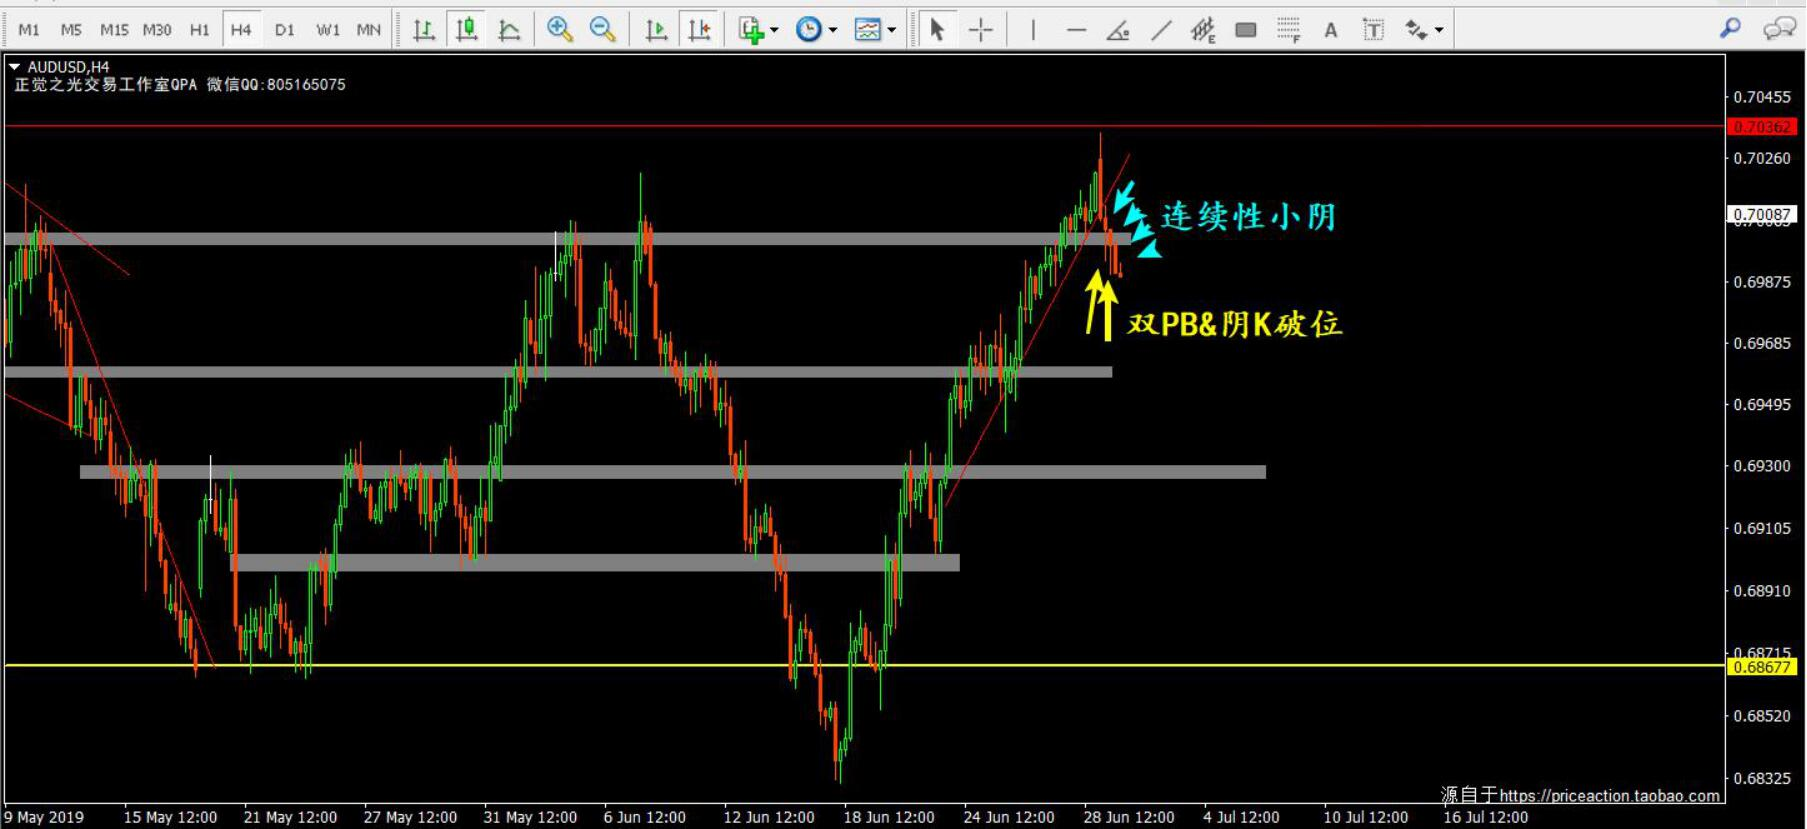 M1 M5 M15 M30 H1 H4 D1 W1 MN E F A T
AUDUSD,H4
正觉之光交易工作室QPA 微信QQ:805165075
0.70455
0.70362
0.70260
0.70087
连续性小阴
0.69875
双PB&阴K破位
0.69685
0.69495
0.69300
0.69105
0.68910
0.68715
0.68677
0.68520
0.68325
源自于https://priceaction.taobao.com
9 May 2019 15 May 12:00 21 May 12:00 27 May 12:00 31 May 12:00 6 Jun 12:00 12 Jun 12:00 18 Jun 12:00 24 Jun 12:00 28 Jun 12:00 4 Jul 12:00 10 Jul 12:00 16 Jul 12:00